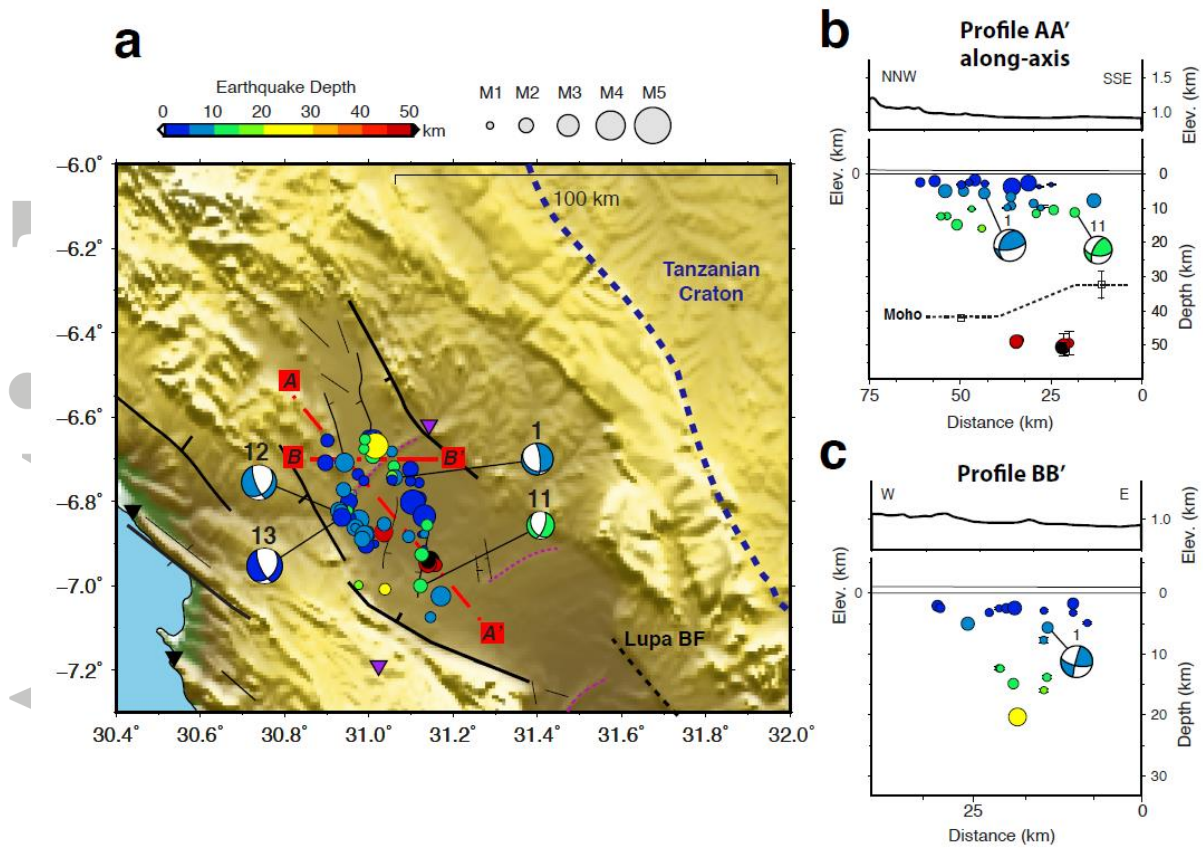 a
Earthquake Depth
0 10 20 30 40 50
km
M1 M2 M3 M4 M5
−6.0
−6.2
−6.4
−6.6
−6.8
−7.0
−7.2
100 km
Tanzanian
Craton
A
B
B'
A'
12
13
1
11
Lupa BF
30.4˚ 30.6˚ 30.8˚ 31.0˚ 31.2˚ 31.4˚ 31.6˚ 31.8˚ 32.0˚
b
Profile AA'
along-axis
NNW
SSE
1.5
1.0
Elev. (km)
Elev. (km)
0
0
10
20
30
40
50
Depth (km)
1
11
Moho
75 50 25 0
Distance (km)
c
Profile BB'
W
E
1.0
Elev. (km)
Elev. (km)
0
0
10
20
30
Depth (km)
1
25 0
Distance (km)